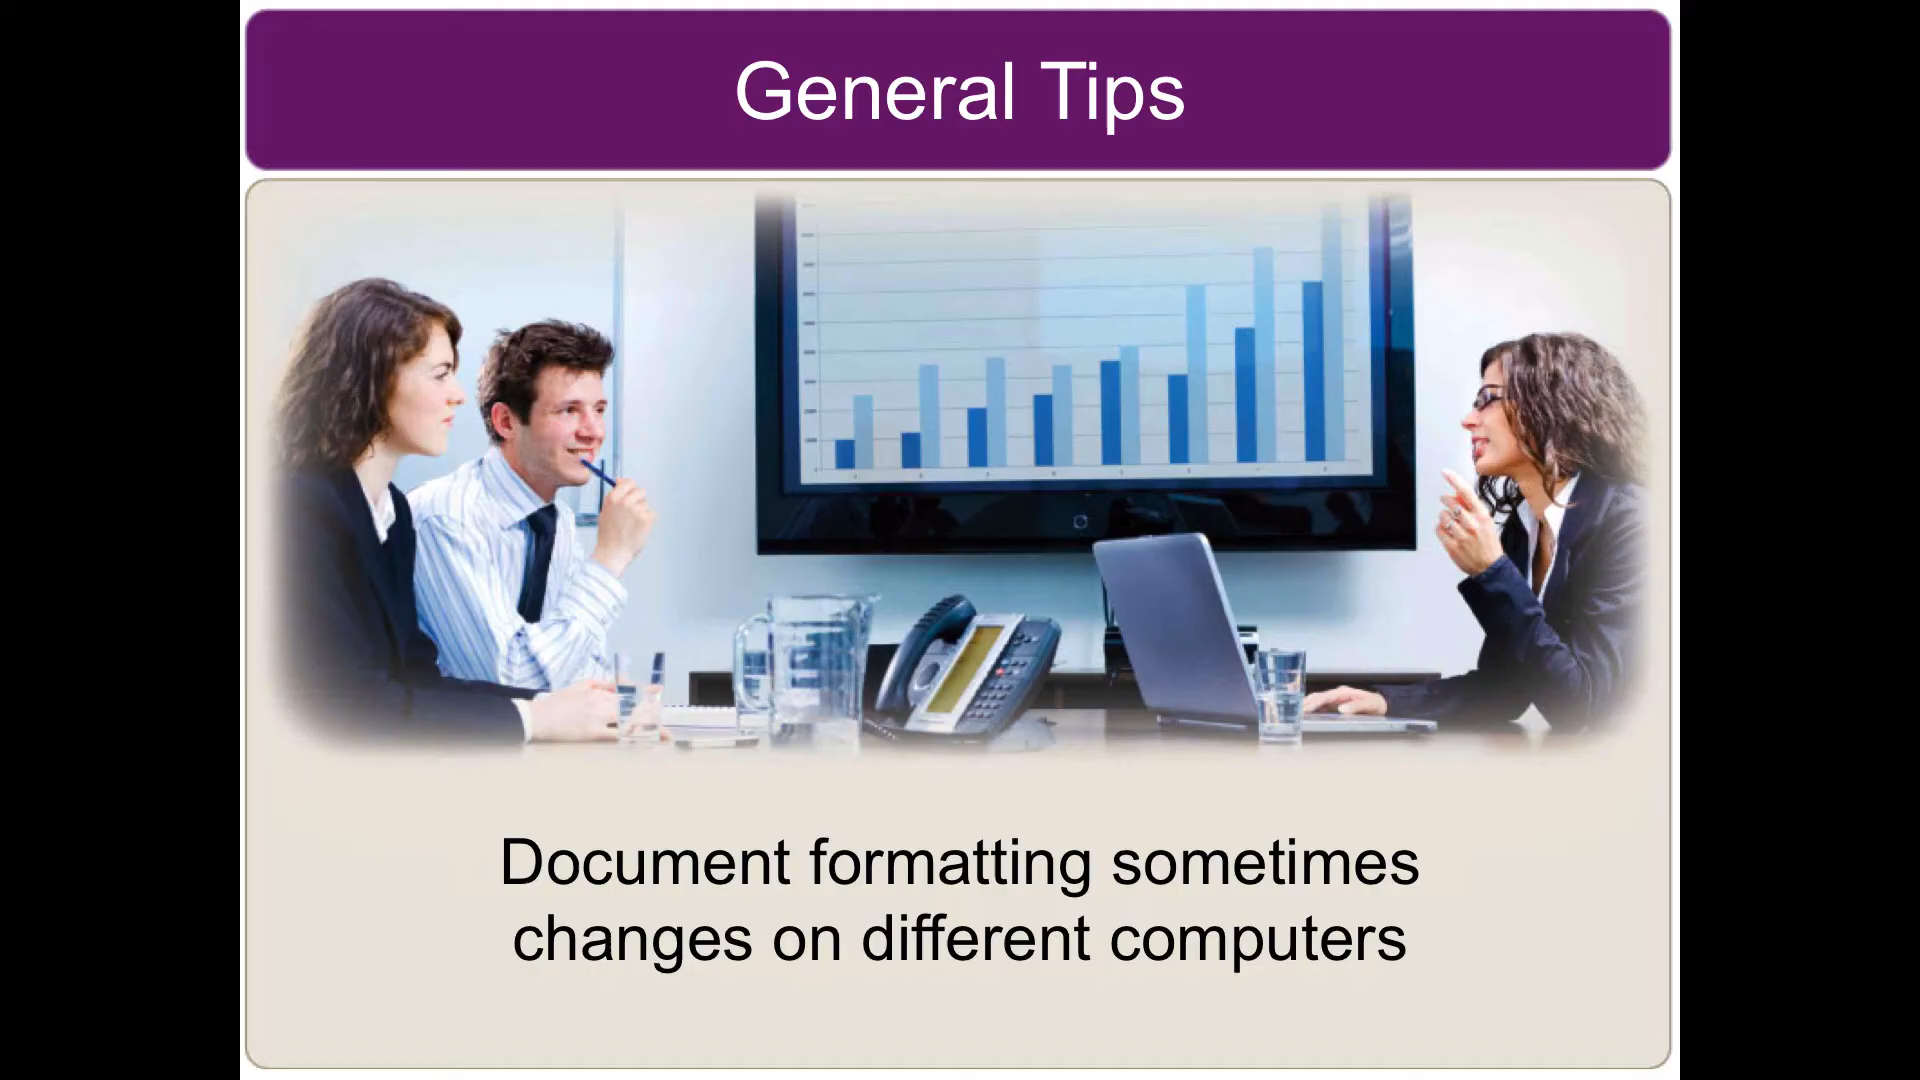 General Tips
Document formatting sometimes
changes on different computers